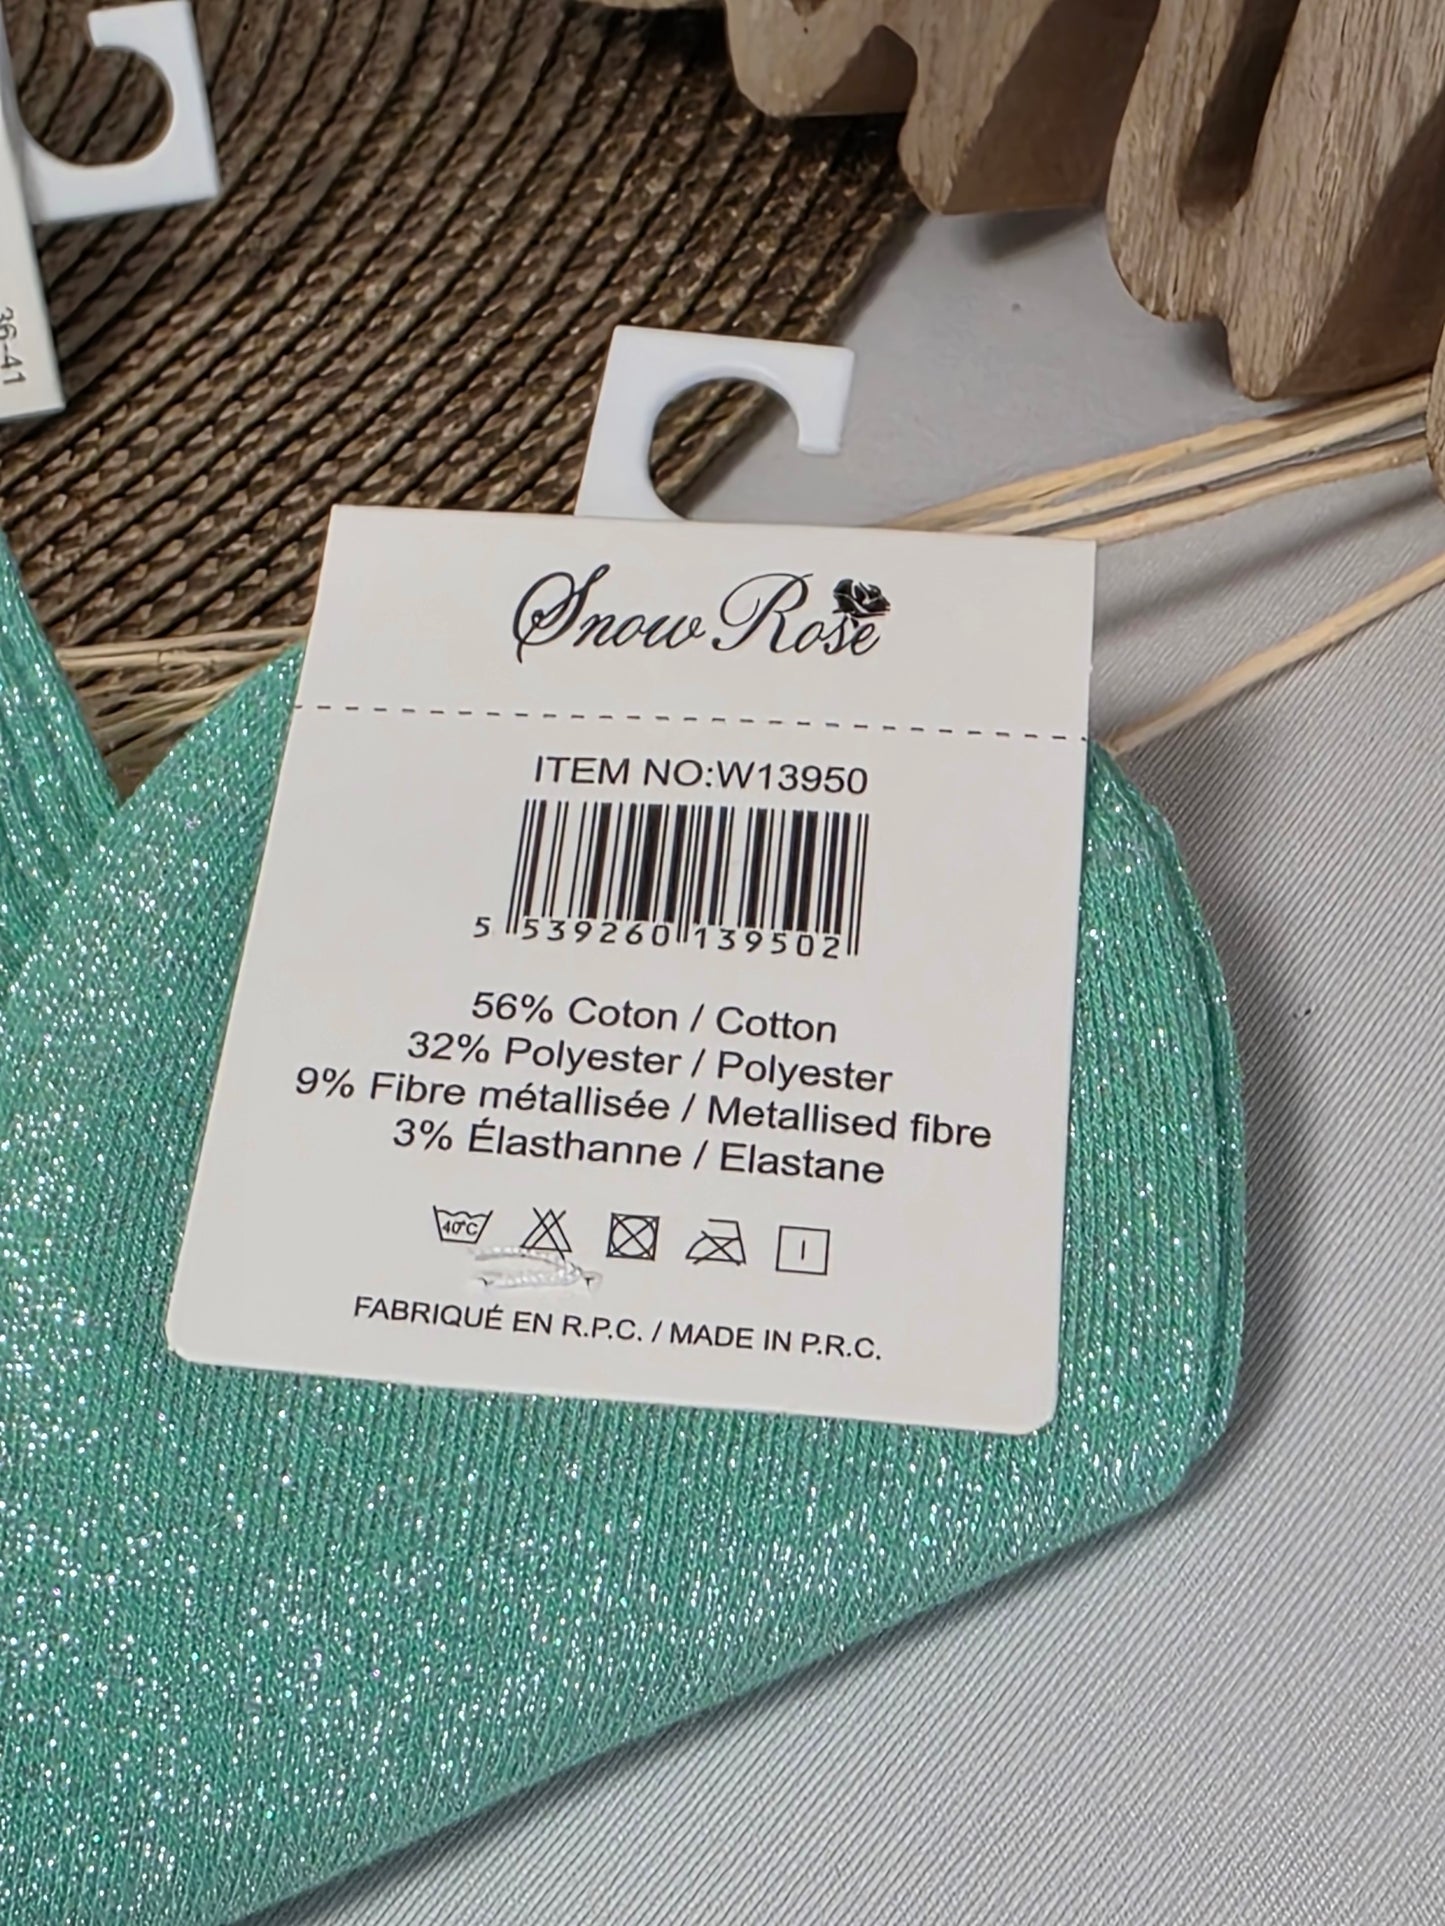 36-41
Snow Rose
ITEM NO:W13950
5 539260 139502
56% Coton / Cotton
32% Polyester / Polyester
9% Fibre métallisée / Metallised fibre
3% Élasthanne / Elastane
40°C
FABRIQUÉ EN R.P.C. / MADE IN P.R.C.